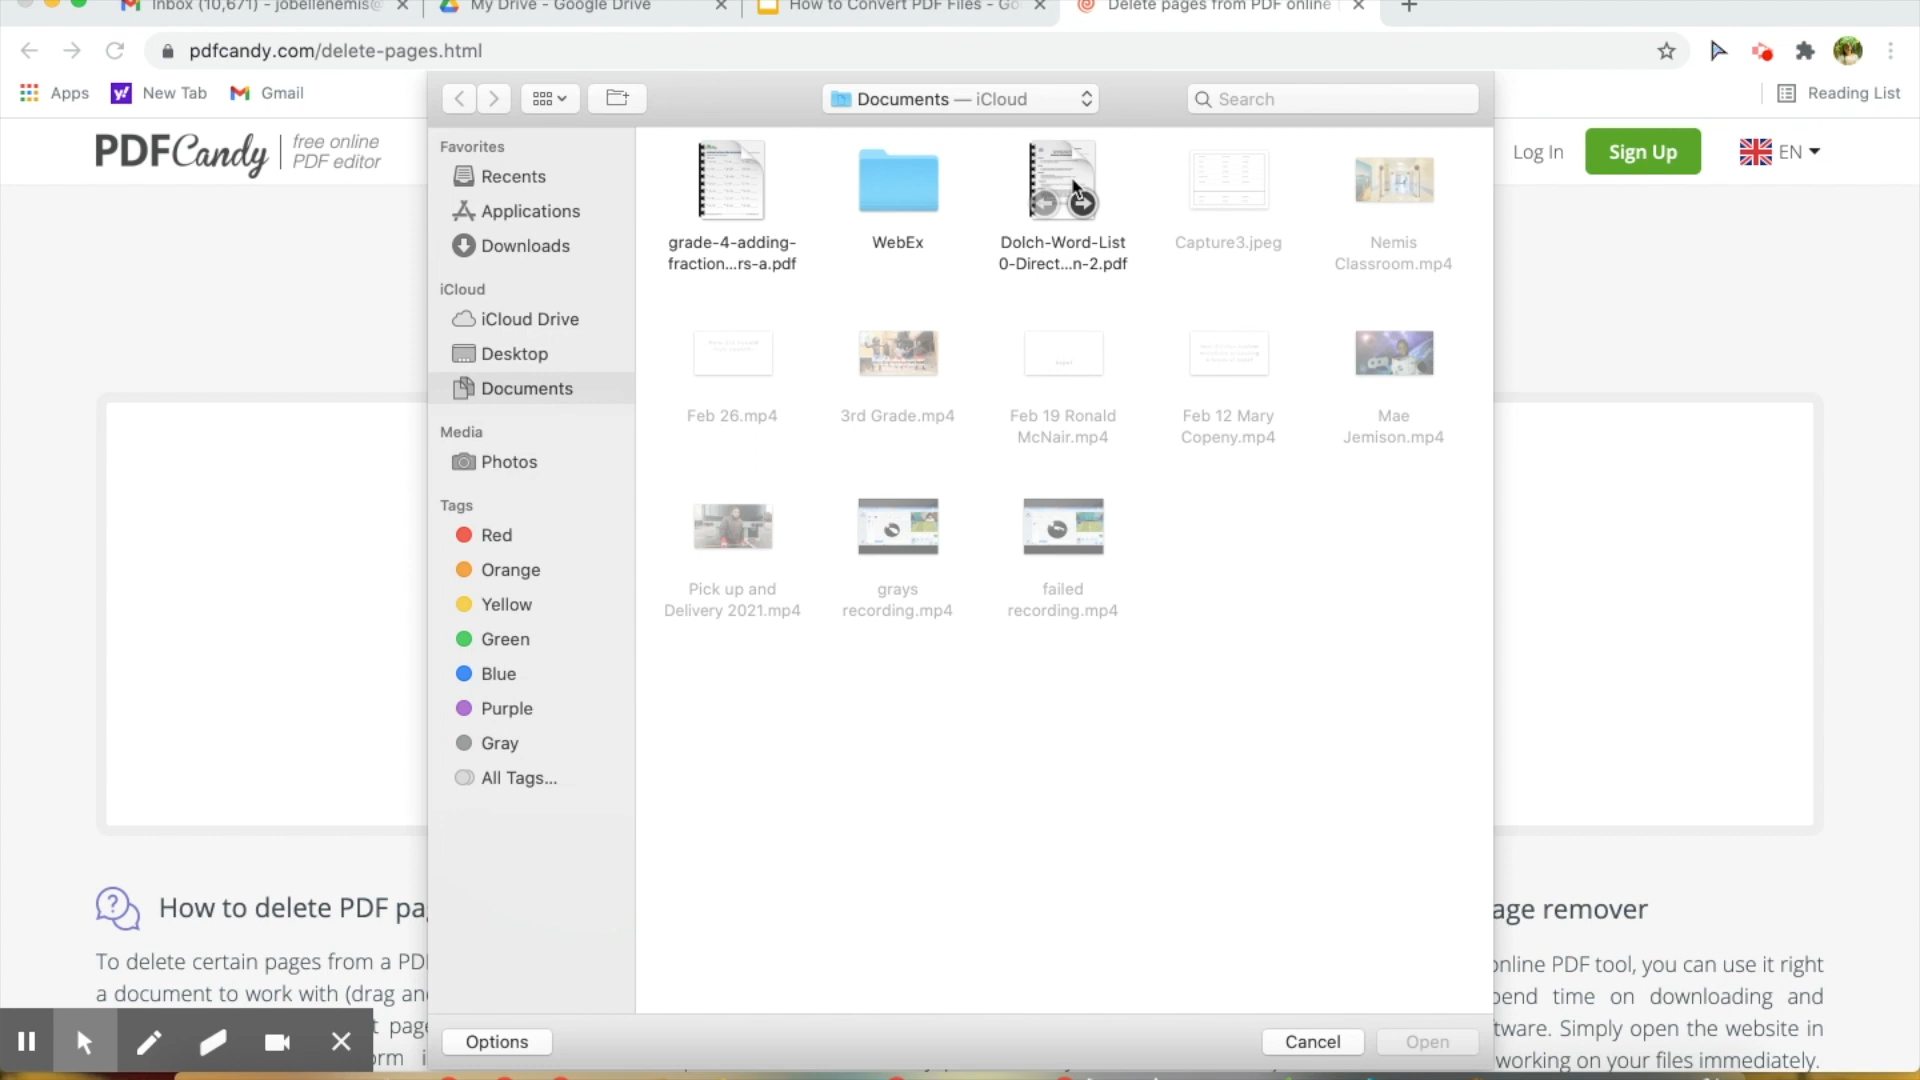 Inbox (10,671) - jobellenemis@
My Drive - Google Drive
How to Convert PDF Files - Go
Delete pages from PDF online
pdfcandy.com/delete-pages.html
Apps
New Tab
Gmail
Reading List
PDFCandy
free online
PDF editor
Log In
Sign Up
EN
Documents — iCloud
Search
Favorites
Recents
Applications
Downloads
iCloud
iCloud Drive
Desktop
Documents
Media
Photos
Tags
Red
Orange
Yellow
Green
Blue
Purple
Gray
All Tags...
grade-4-adding-
fraction...rs-a.pdf
WebEx
Dolch-Word-List
0-Direct...n-2.pdf
Capture3.jpeg
Nemis
Classroom.mp4
Feb 26.mp4
3rd Grade.mp4
Feb 19 Ronald
McNair.mp4
Feb 12 Mary
Copeny.mp4
Mae
Jemison.mp4
Pick up and
Delivery 2021.mp4
grays
recording.mp4
failed
recording.mp4
Options
Cancel
Open
How to delete PDF pa
To delete certain pages from a PD
a document to work with (drag an
t page
orm i
age remover
online PDF tool, you can use it right
pend time on downloading and
tware. Simply open the website in
working on your files immediately.